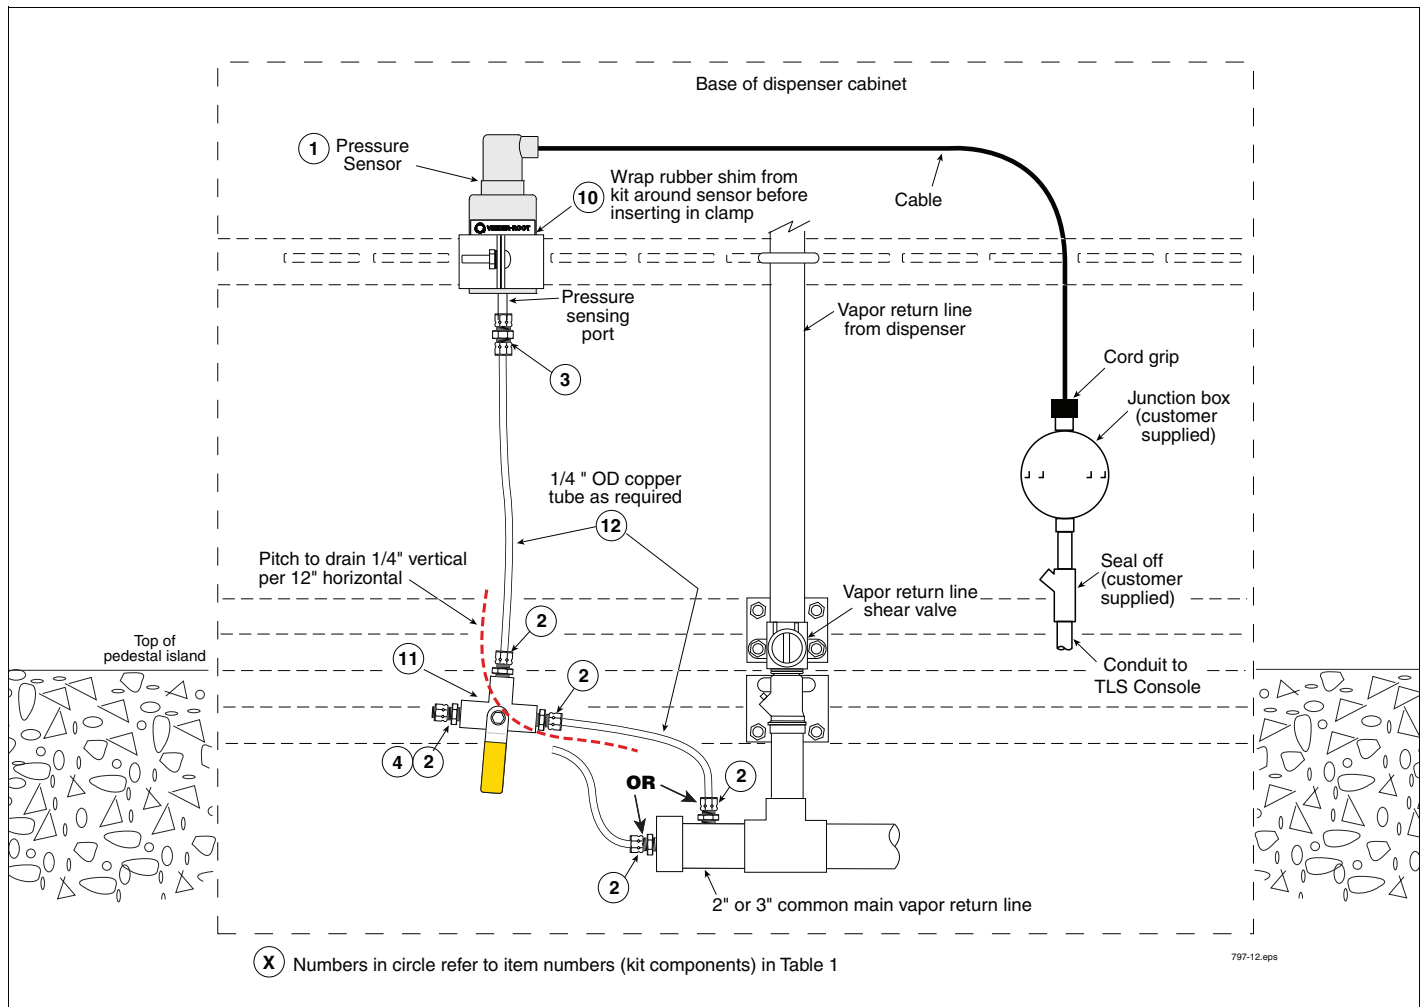 Base of dispenser cabinet
1
Pressure
Sensor
10
Wrap rubber shim from
kit around sensor before
inserting in clamp
VEEDER-ROOT
Cable
Pressure
sensing
port
Vapor return line
from dispenser
3
Cord grip
Junction box
(customer
supplied)
1/4 " OD copper
tube as required
12
Pitch to drain 1/4" vertical
per 12" horizontal
Seal off
(customer
supplied)
Vapor return line
shear valve
2
Top of
pedestal island
11
2
Conduit to
TLS Console
4
2
OR
2
2
2" or 3" common main vapor return line
X
Numbers in circle refer to item numbers (kit components) in Table 1
797-12.eps